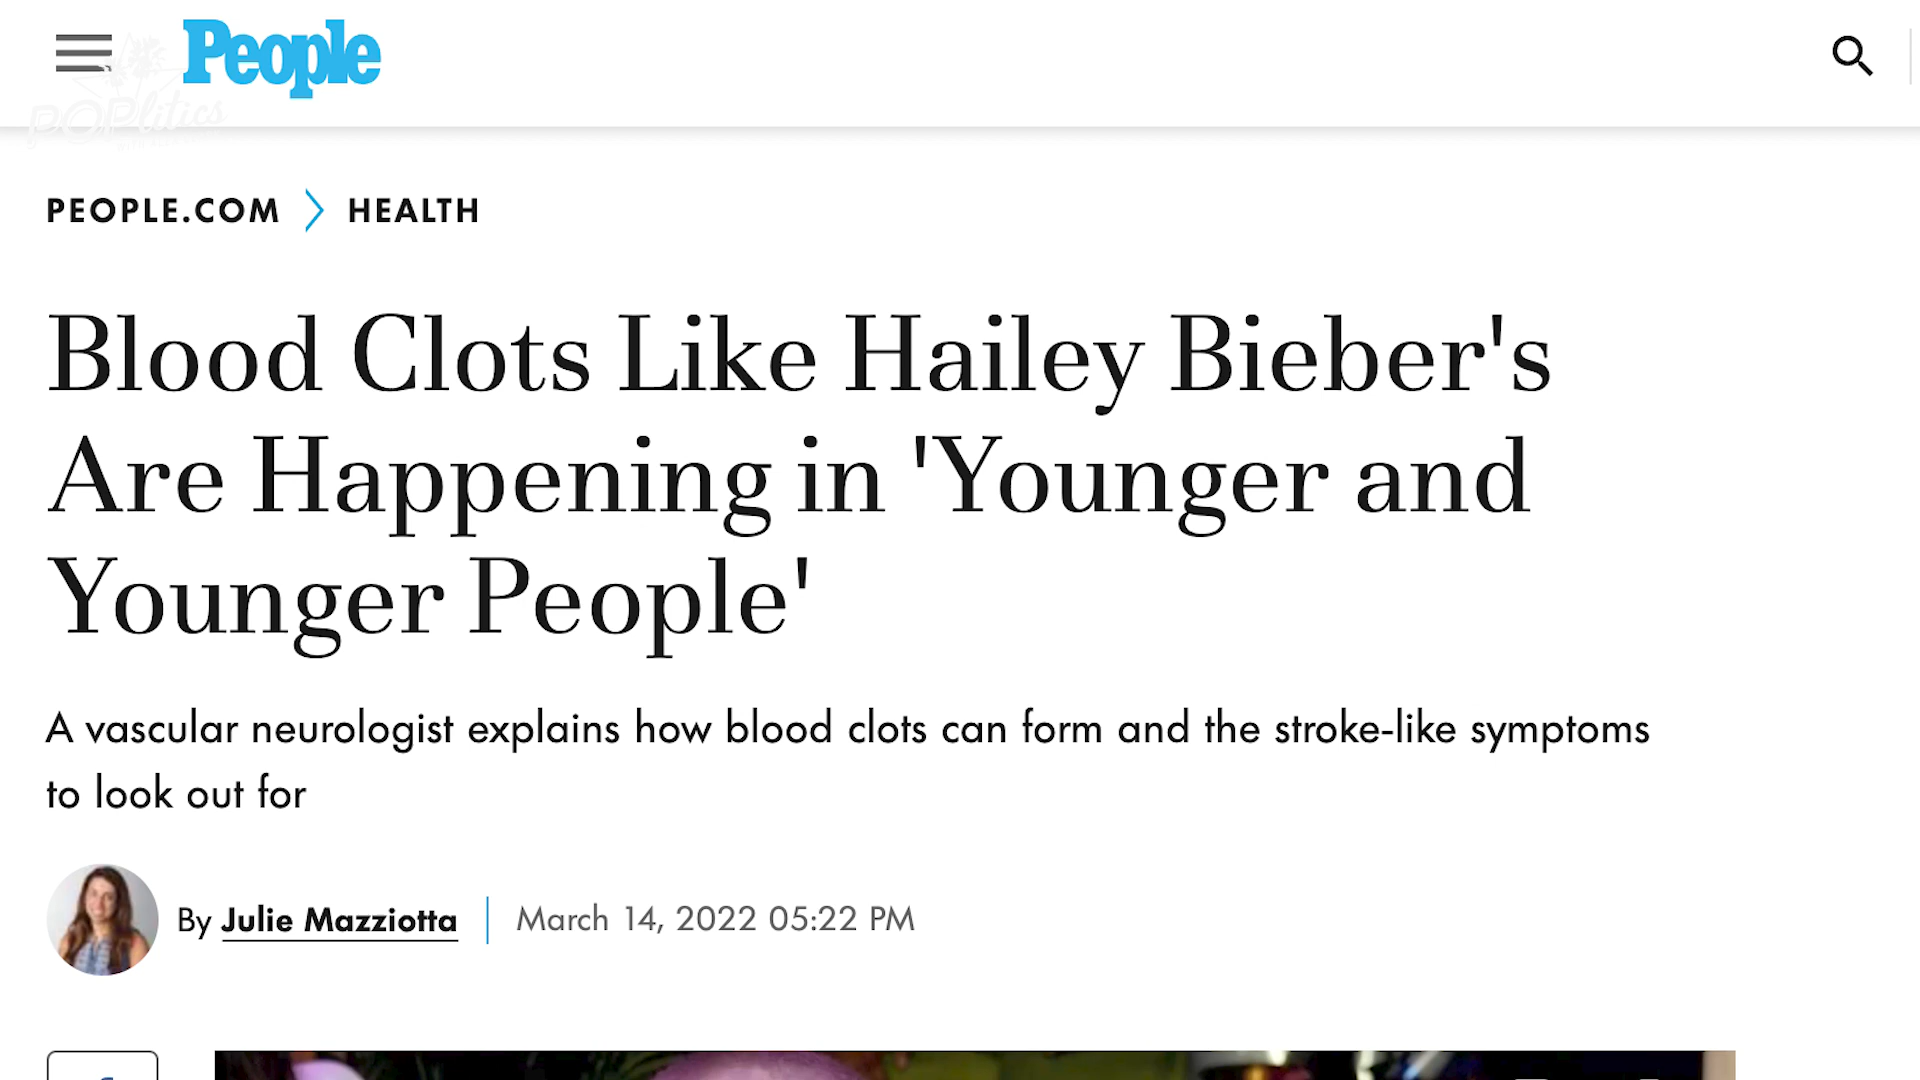 People
POPlitics
PEOPLE.COM > HEALTH
Blood Clots Like Hailey Bieber's
Are Happening in 'Younger and
Younger People'
A vascular neurologist explains how blood clots can form and the stroke-like symptoms
to look out for
By Julie Mazziotta | March 14, 2022 05:22 PM